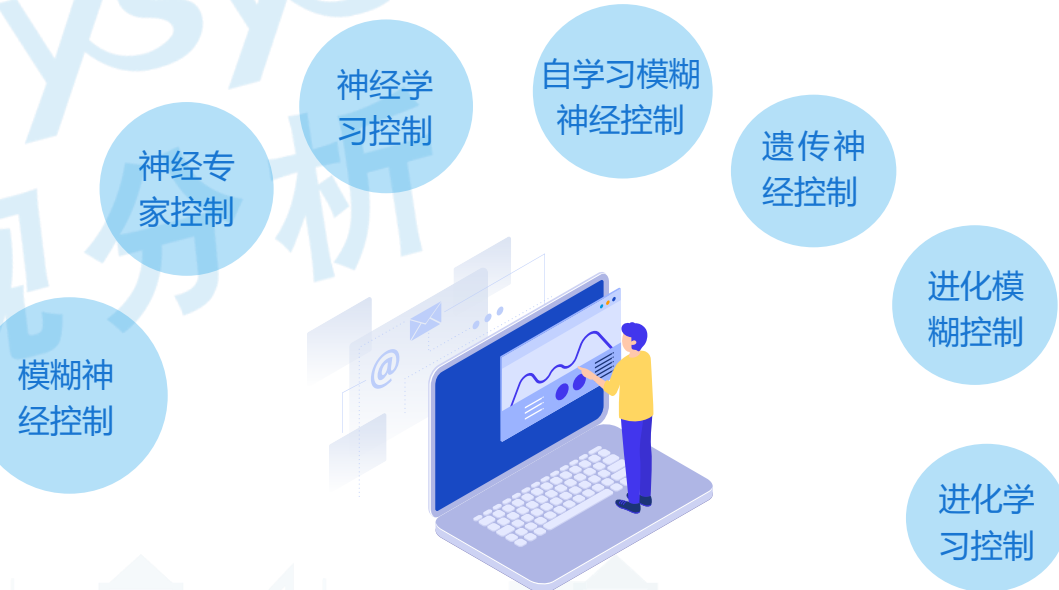 模糊神
经控制
神经专
家控制
神经学
习控制
自学习模糊
神经控制
遗传神
经控制
进化模
糊控制
进化学
习控制
@
分析